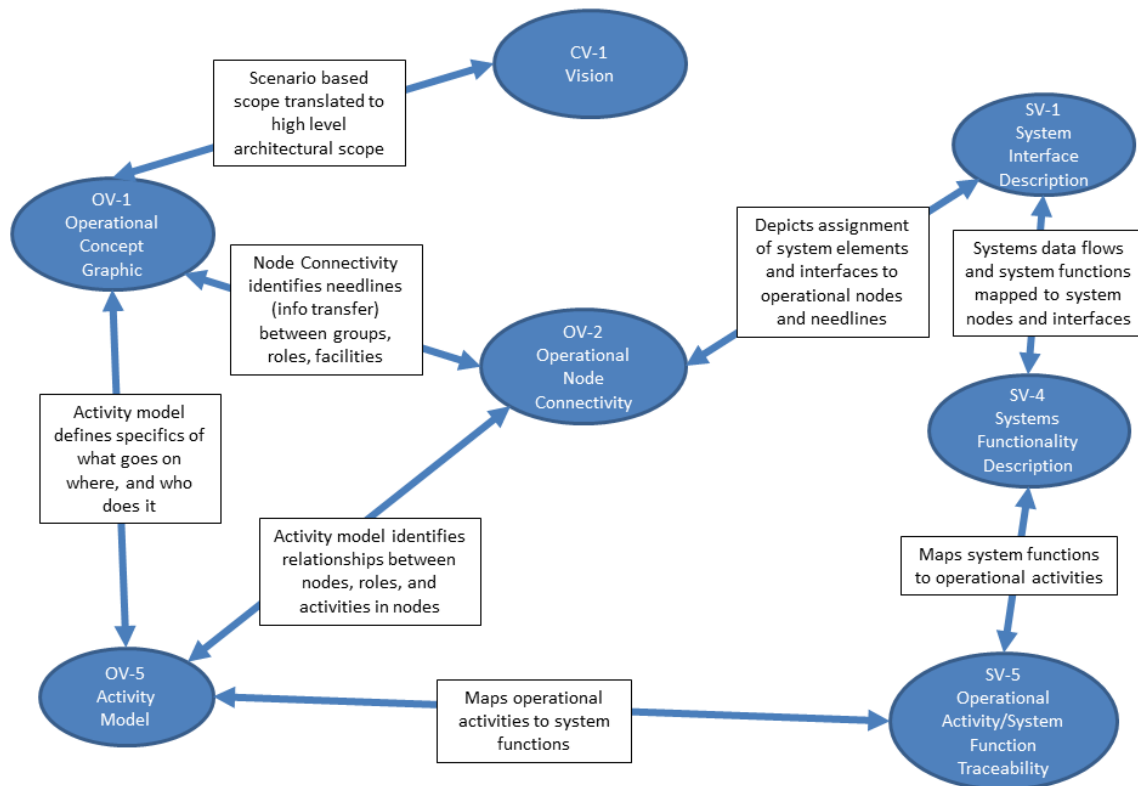 CV-1
Vision
Scenario based
scope translated to
high level
architectural scope
SV-1
System
Interface
Description
OV-1
Operational
Concept
Graphic
Node Connectivity
identifies needlines
(info transfer)
between groups,
roles, facilities
Depicts assignment
of system elements
and interfaces to
operational nodes
and needlines
Systems data flows
and system functions
mapped to system
nodes and interfaces
OV-2
Operational
Node
Connectivity
SV-4
Systems
Functionality
Description
Activity model
defines specifics of
what goes on
where, and who
does it
Activity model identifies
relationships between
nodes, roles, and
activities in nodes
Maps system functions
to operational activities
OV-5
Activity
Model
Maps operational
activities to system
functions
SV-5
Operational
Activity/System
Function
Traceability